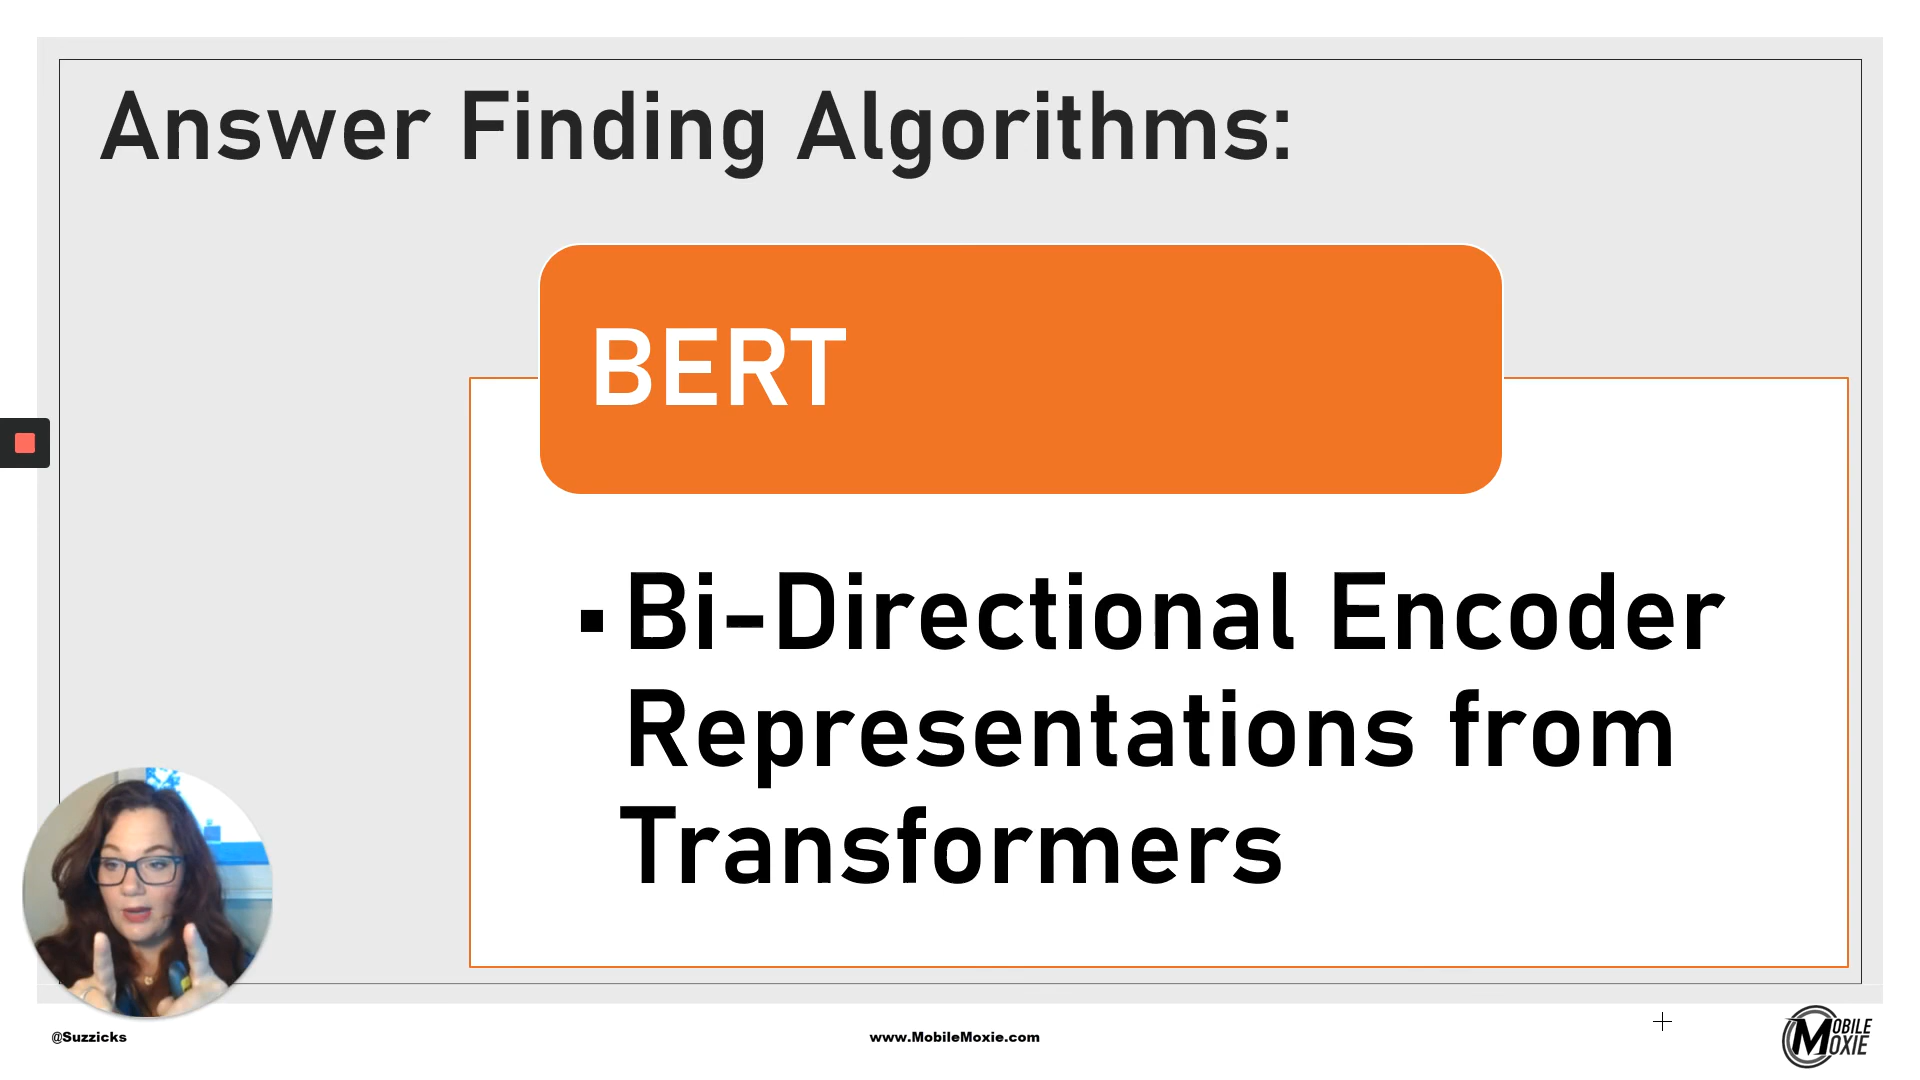 Answer Finding Algorithms:
BERT
▪ Bi-Directional Encoder
Representations from
Transformers
@Suzzicks
www.MobileMoxie.com
MOBILE
MOXIE